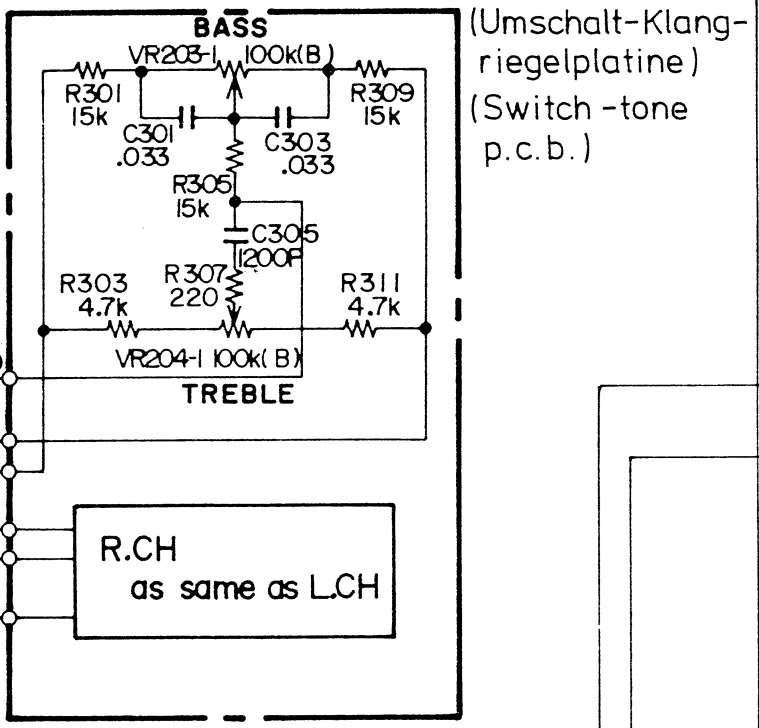 BASS
VR203-1 100k(B)
R301
15k
R309
15k
C301
.033
C303
.033
R305
15k
C305
1200P
R307
220
R303
4.7k
R311
4.7k
VR204-1 100k(B)
TREBLE
R.CH
as same as L.CH
(Umschalt-Klang-
riegelplatine)
(Switch-tone
p.c.b.)